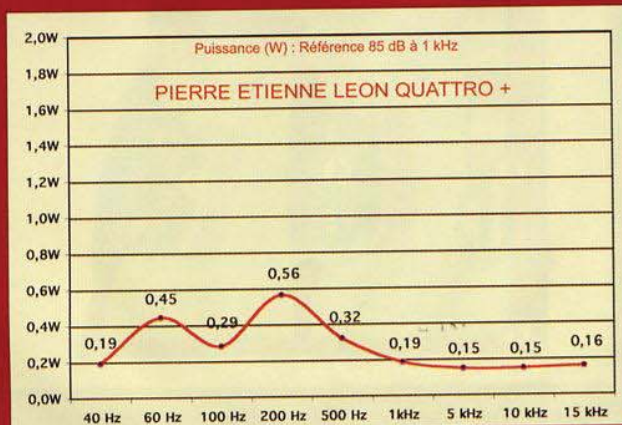 2,0W
Puissance (W) : Référence 85 dB à 1 kHz
1,8W
PIERRE ETIENNE LEON QUATTRO +
1,6W
1,4W
1,2W
1,0W
0,8W
0,6W
0,4W
0,2W
0,0W
0,19
0,45
0,29
0,56
0,32
0,19
0,15
0,15
0,16
40 Hz 60 Hz 100 Hz 200 Hz 500 Hz 1kHz 5 kHz 10 kHz 15 kHz